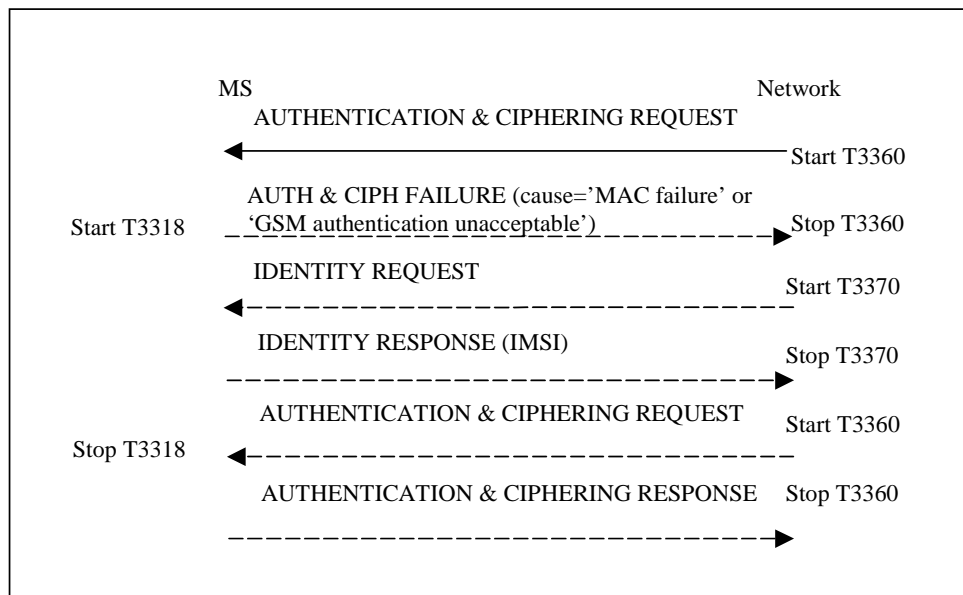 MS Network
AUTHENTICATION & CIPHERING REQUEST
Start T3360
AUTH & CIPH FAILURE (cause='MAC failure' or
‘GSM authentication unacceptable’)
Start T3318
Stop T3360
IDENTITY REQUEST
Start T3370
IDENTITY RESPONSE (IMSI)
Stop T3370
AUTHENTICATION & CIPHERING REQUEST
Start T3360
Stop T3318
AUTHENTICATION & CIPHERING RESPONSE
Stop T3360